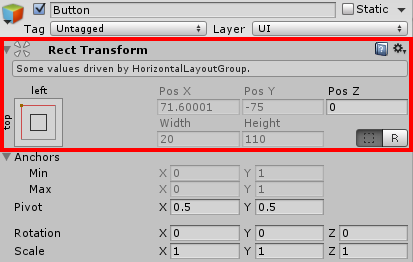 Button Static
Tag Untagged Layer UI
Rect Transform
Some values driven by HorizontalLayoutGroup.
left Pos X Pos Y Pos Z
top 71.60001 -75 0
Width Height
20 110 R
Anchors
Min X 0 Y 1
Max X 0 Y 1
Pivot X 0.5 Y 0.5
Rotation X 0 Y 0 Z 0
Scale X 1 Y 1 Z 1